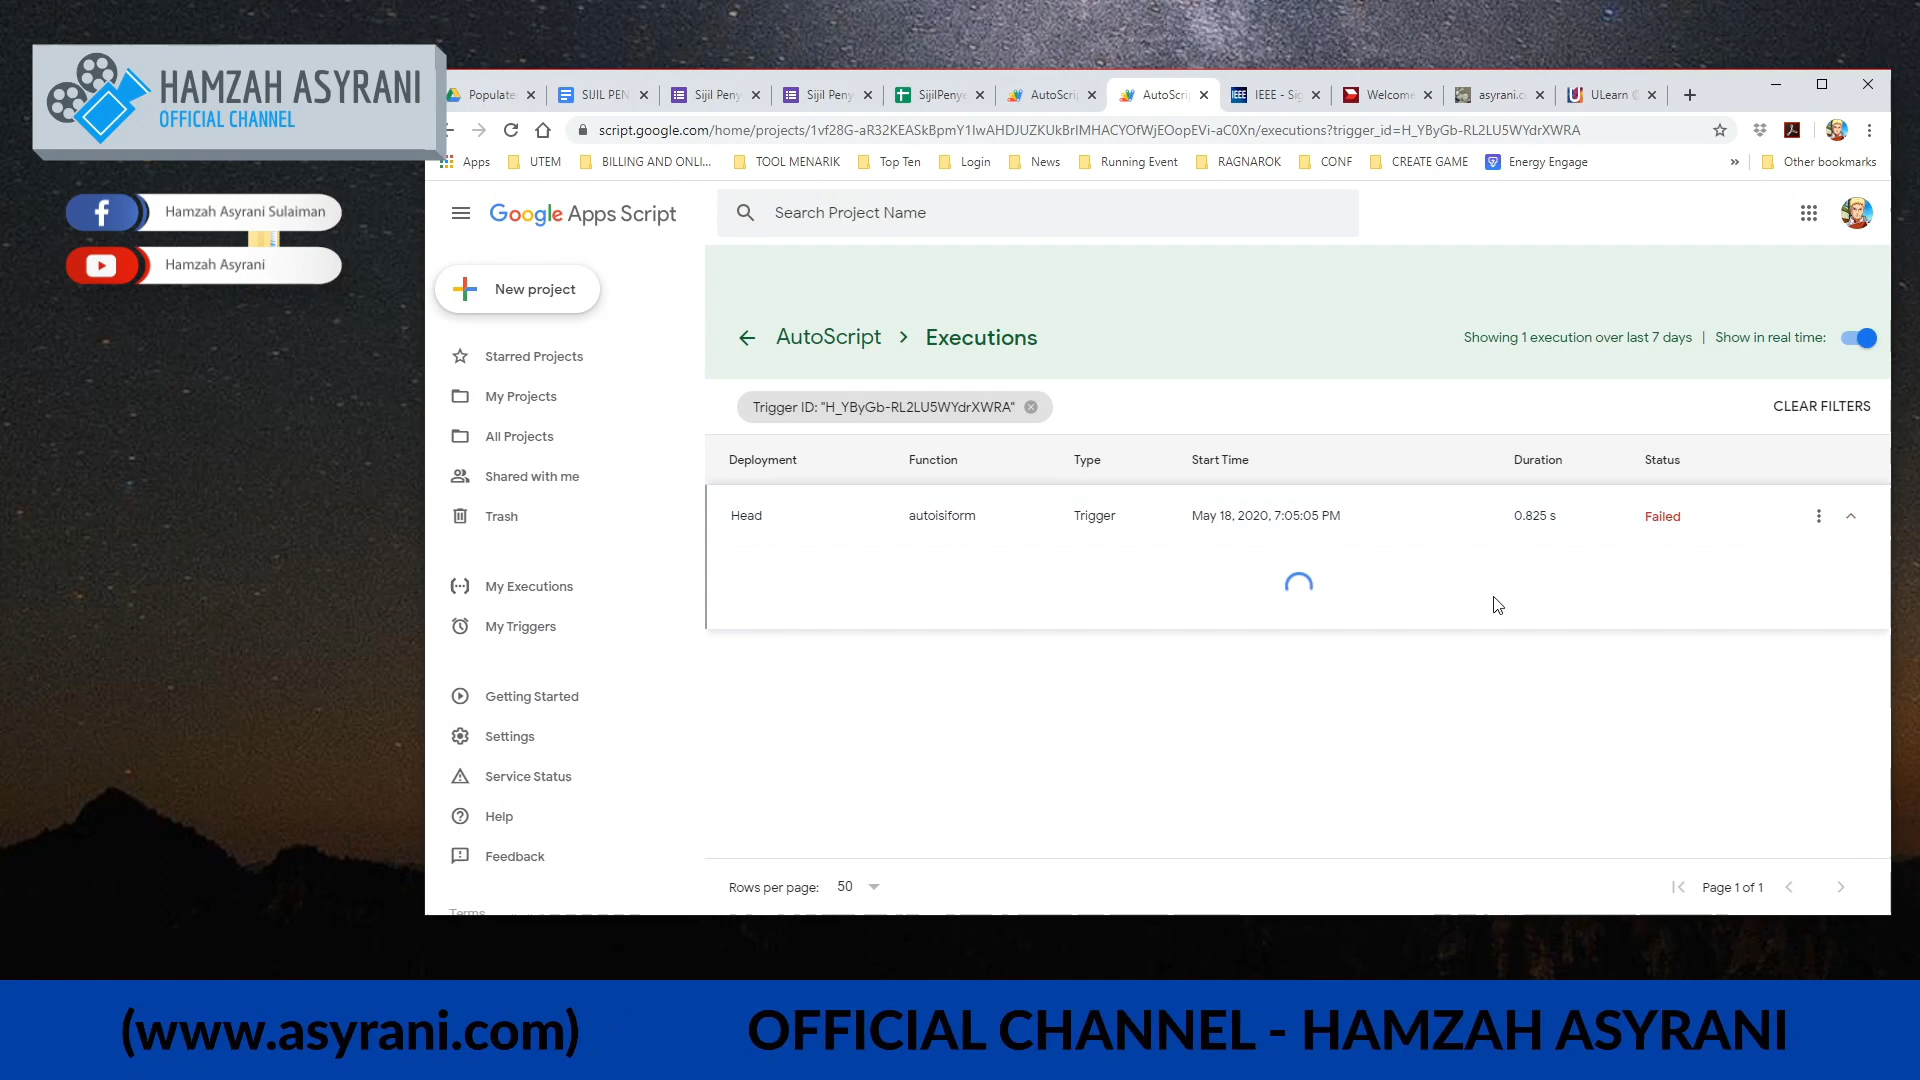 HAMZAH ASYRANI
OFFICIAL CHANNEL
Hamzah Asyrani Sulaiman
Hamzah Asyrani
Populate
SIJIL PEN
Sijil Peny
Sijil Peny
SijilPenye
AutoScri
AutoScri
IEEE - Sig
Welcome
asyrani.c
ULearn
script.google.com/home/projects/1vf28G-aR32KEASkBpmY1IwAHDJUZKUkBrIMHACYOfWjEOopEVi-aC0Xn/executions?trigger_id=H_YByGb-RL2LU5WYdrXWRA
Apps
UTEM
BILLING AND ONLI...
TOOL MENARIK
Top Ten
Login
News
Running Event
RAGNAROK
CONF
CREATE GAME
Energy Engage
»
Other bookmarks
Google Apps Script
Search Project Name
New project
Starred Projects
My Projects
All Projects
Shared with me
Trash
My Executions
My Triggers
Getting Started
Settings
Service Status
Help
Feedback
Terms
AutoScript > Executions
Showing 1 execution over last 7 days | Show in real time:
Trigger ID: "H_YByGb-RL2LU5WYdrXWRA"
CLEAR FILTERS
Deployment Function Type Start Time Duration Status
Head autoisiform Trigger May 18, 2020, 7:05:05 PM 0.825 s Failed
Rows per page: 50
Page 1 of 1
(www.asyrani.com) OFFICIAL CHANNEL - HAMZAH ASYRANI